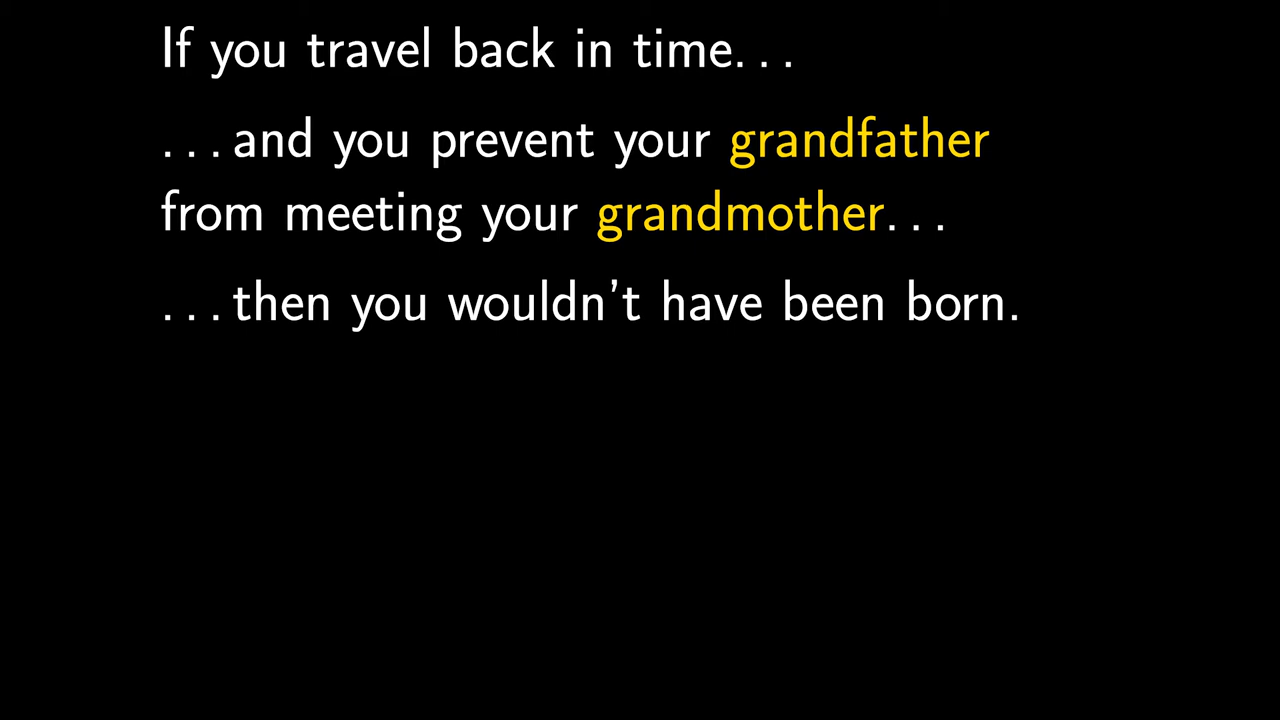 If you travel back in time. . .
. . . and you prevent your grandfather
from meeting your grandmother. . .
. . . then you wouldn’t have been born.